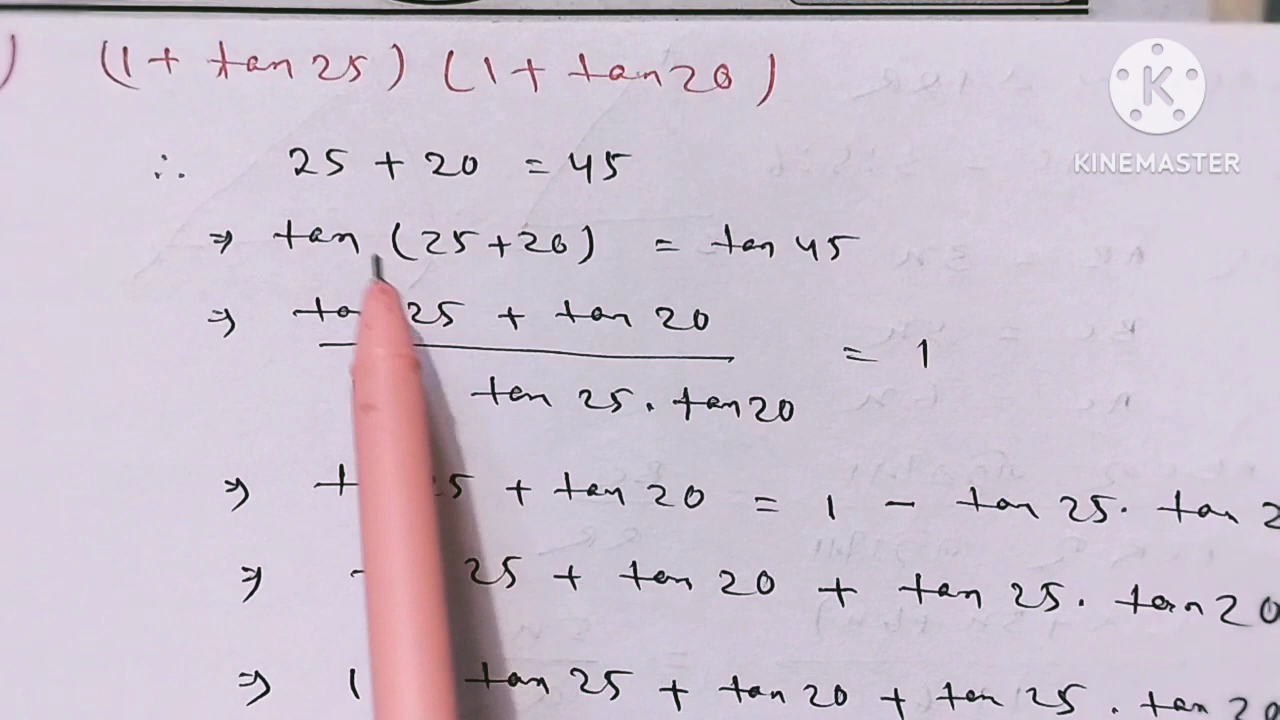 ) (1 + tan 25) (1 + tan 20)
K
KINEMASTER
∴ 25 + 20 = 45
⇒ tan (25 + 20) = tan 45
⇒ 25 + tan 20
= 1
tan 25 . tan 20
⇒ + tan 20 = 1 - tan 25 . tan
⇒ 25 + tan 20 + tan 25 . tan 20
⇒ 1 tan 25 + tan 20 + tan 25 . tan 20